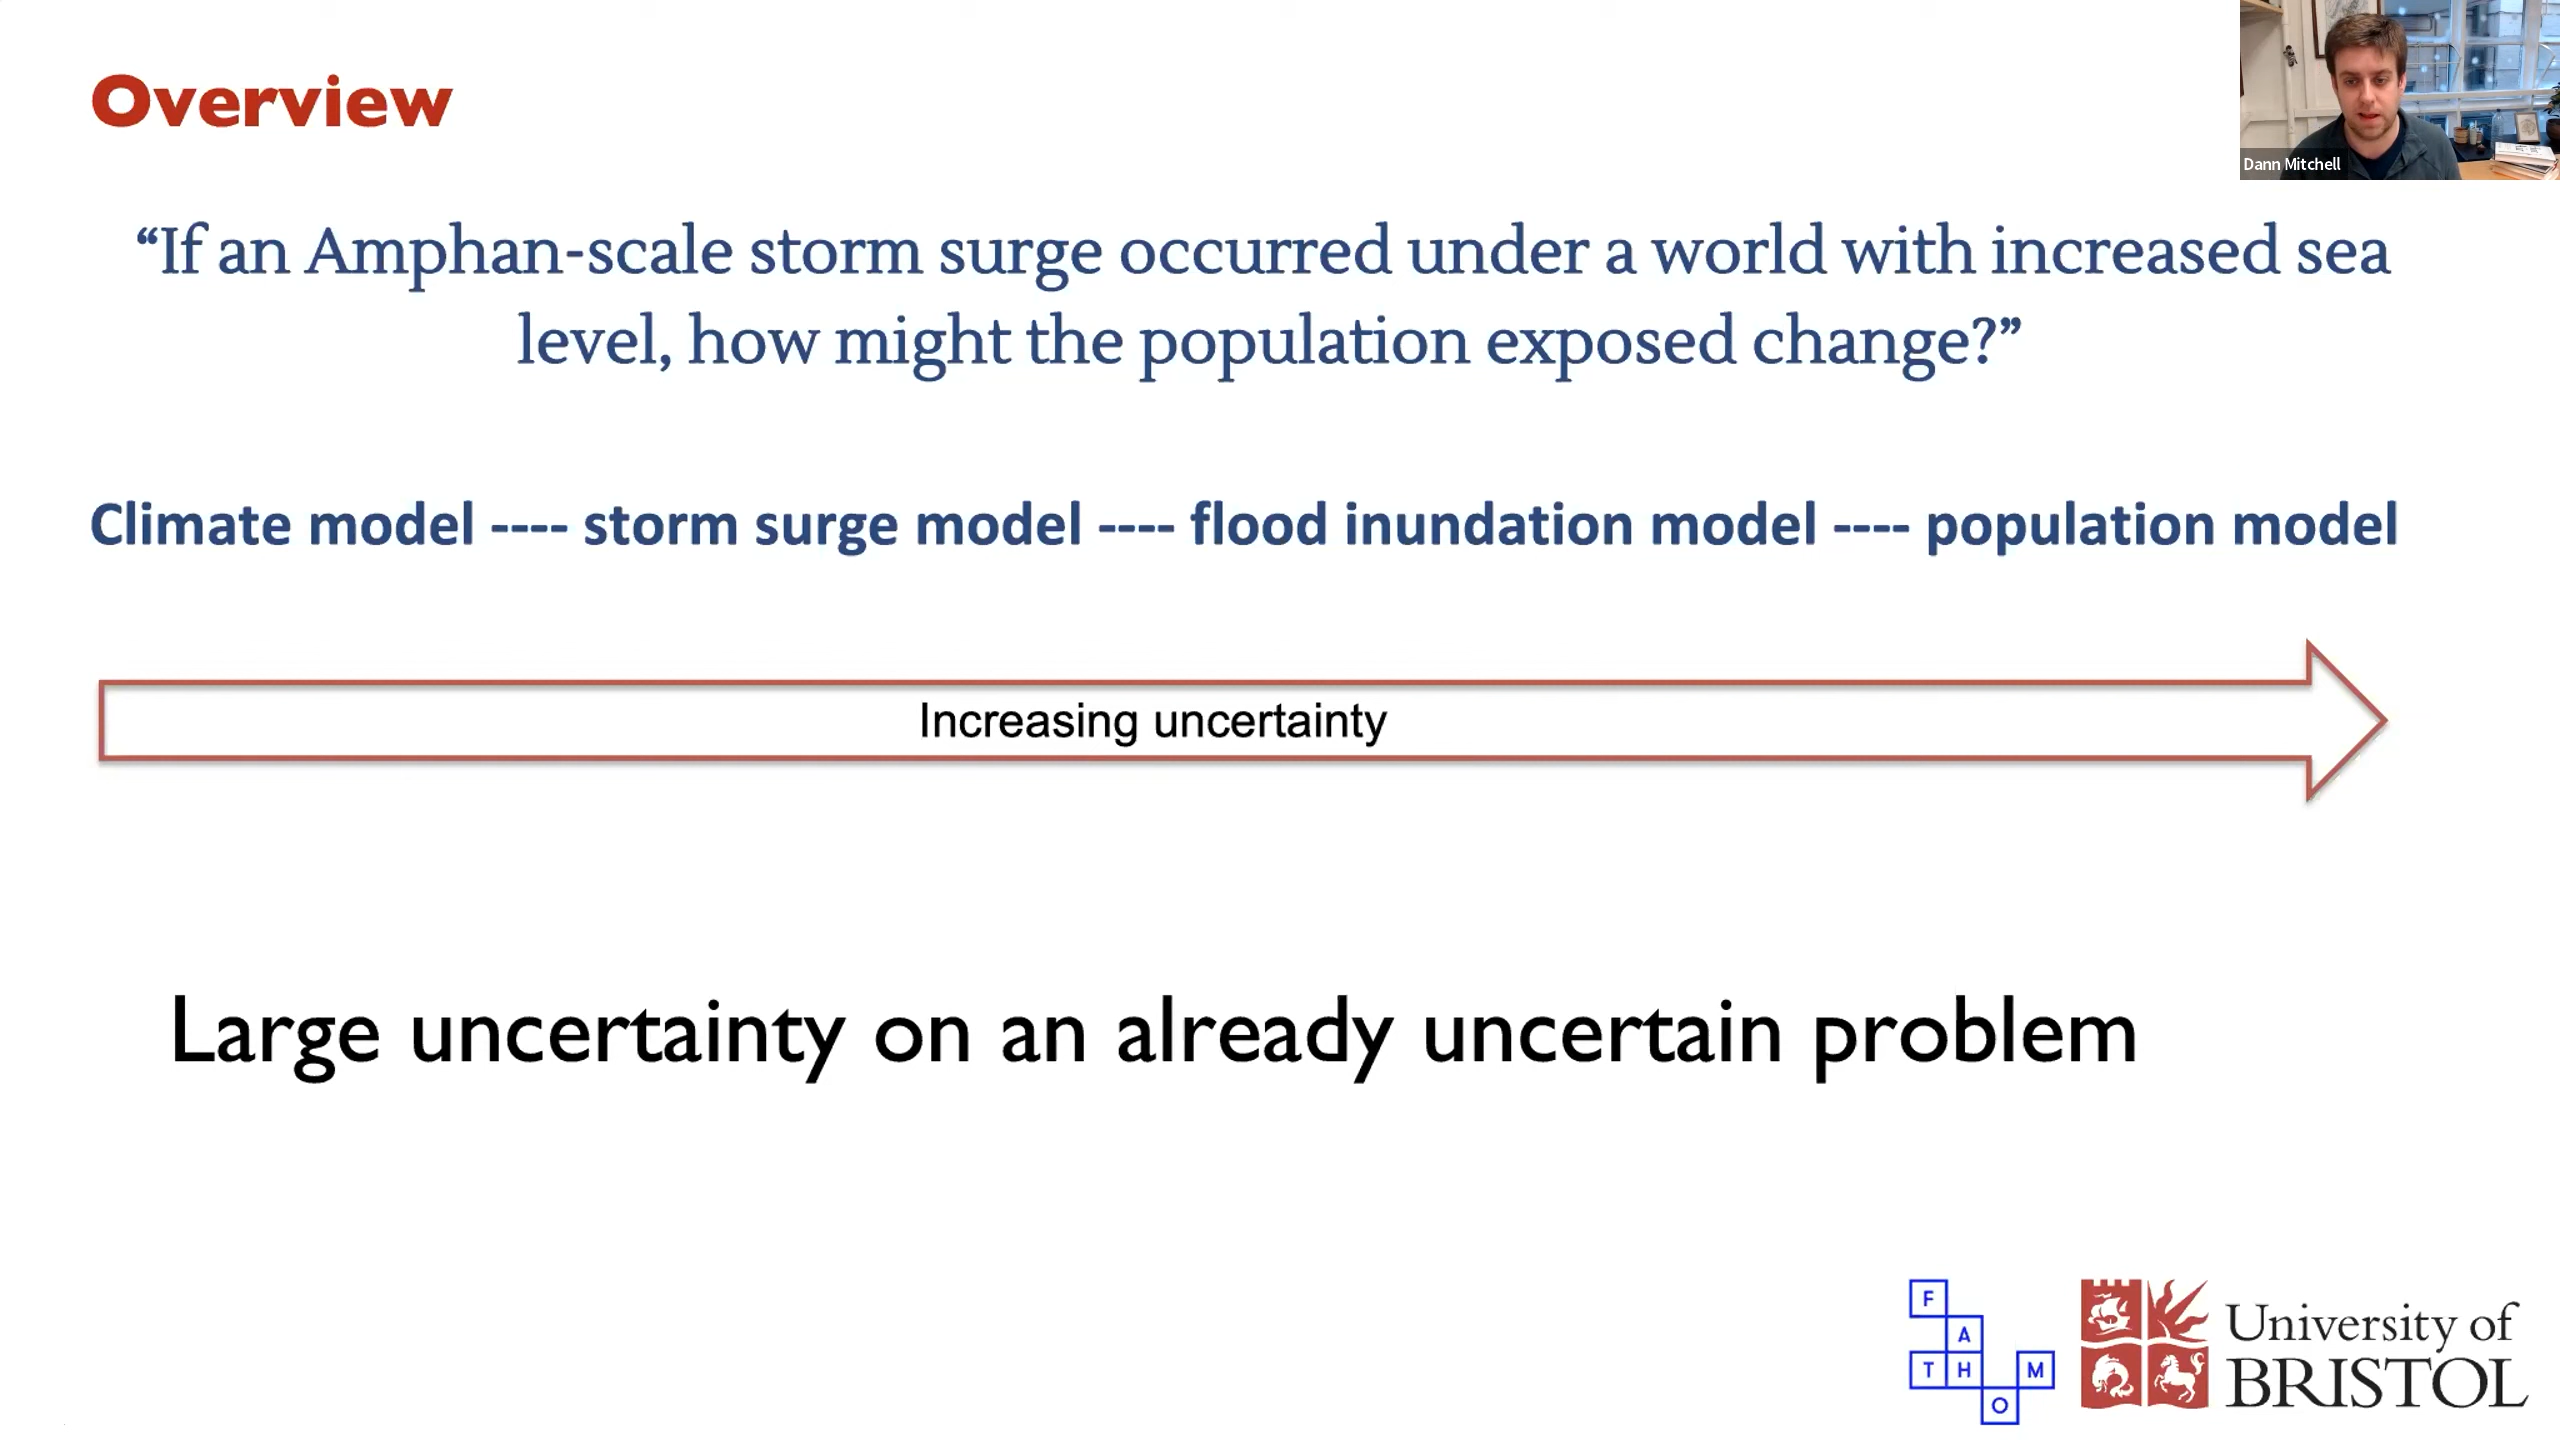 Overview
Dann Mitchell
“If an Amphan-scale storm surge occurred under a world with increased sea
level, how might the population exposed change?”
Climate model ---- storm surge model ---- flood inundation model ---- population model
Increasing uncertainty
Large uncertainty on an already uncertain problem
F
A
T H M
O
University of
BRISTOL